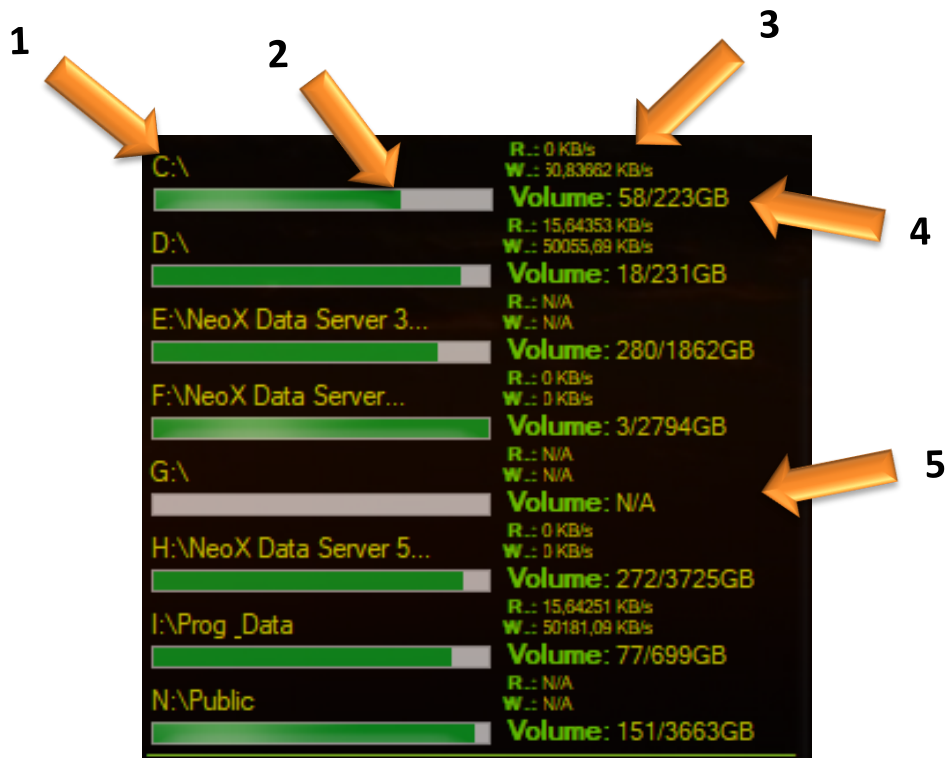 1
2
3
C:\
R..: 0 KB/s
W..: 50,83662 KB/s
Volume: 58/223GB
4
D:\
R..: 15,64353 KB/s
W..: 50055,69 KB/s
Volume: 18/231GB
E:\NeoX Data Server 3...
R..: N/A
W..: N/A
Volume: 280/1862GB
F:\NeoX Data Server...
R..: 0 KB/s
W..: 0 KB/s
Volume: 3/2794GB
5
G:\
R..: N/A
W..: N/A
Volume: N/A
H:\NeoX Data Server 5...
R..: 0 KB/s
W..: 0 KB/s
Volume: 272/3725GB
I:\Prog _Data
R..: 15,64251 KB/s
W..: 50181,09 KB/s
Volume: 77/699GB
N:\Public
R..: N/A
W..: N/A
Volume: 151/3663GB